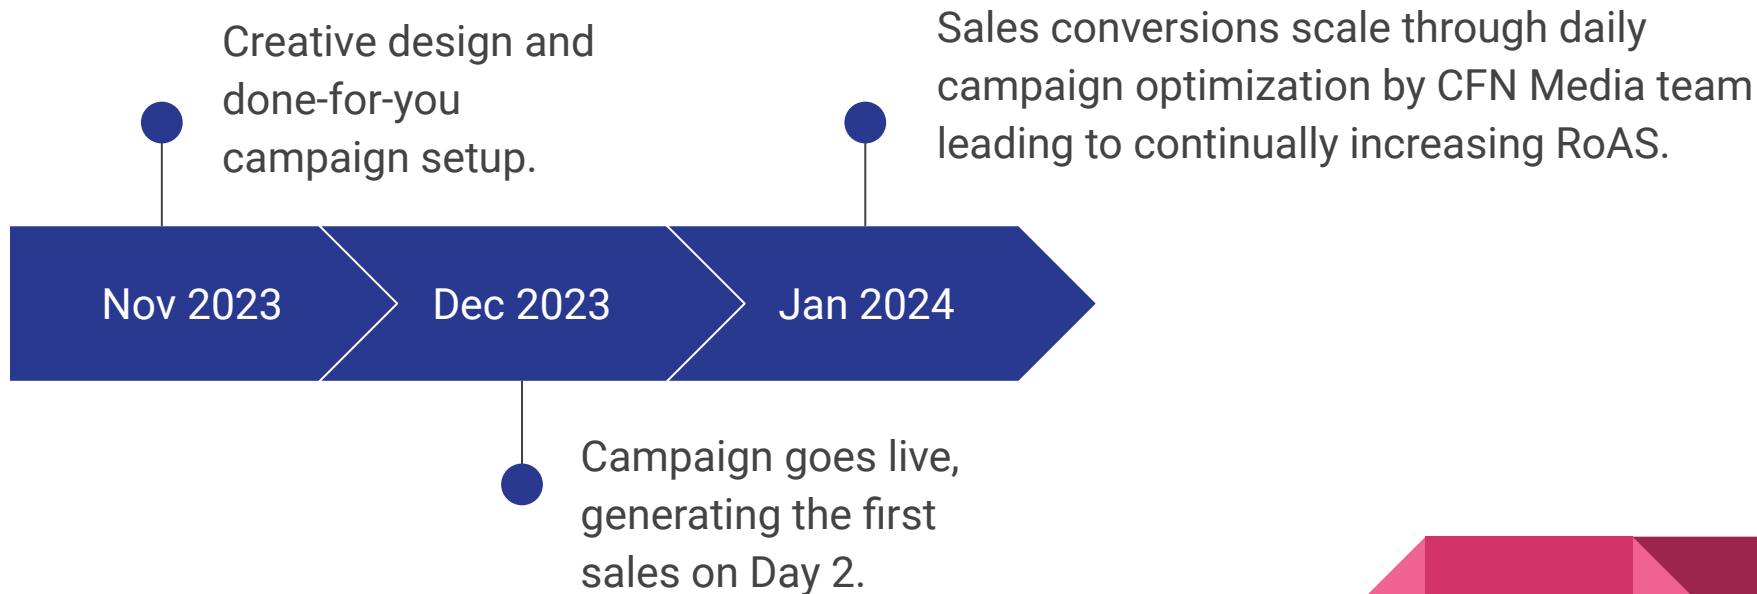 Creative design and
done-for-you
campaign setup.
Sales conversions scale through daily
campaign optimization by CFN Media team
leading to continually increasing RoAS.
Nov 2023
Dec 2023
Jan 2024
Campaign goes live,
generating the first
sales on Day 2.